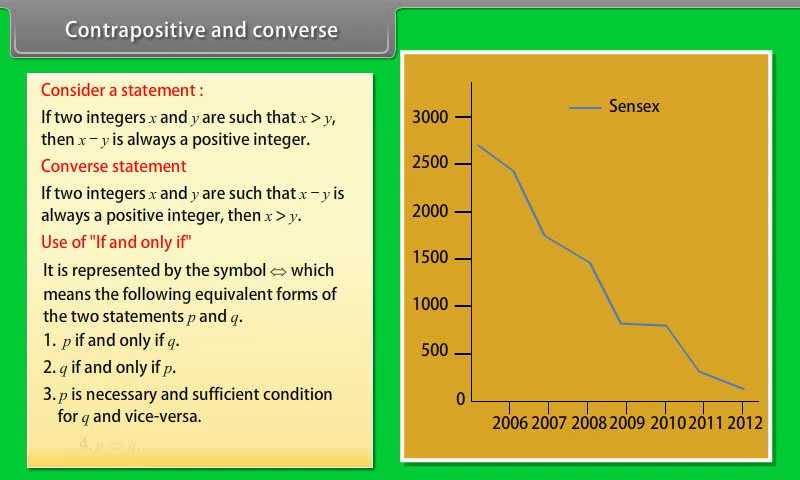 Contrapositive and converse
Consider a statement :
If two integers x and y are such that x > y,
then x − y is always a positive integer.
Converse statement
If two integers x and y are such that x − y is
always a positive integer, then x > y.
Use of "If and only if"
It is represented by the symbol ⇔ which
means the following equivalent forms of
the two statements p and q.
1. p if and only if q.
2. q if and only if p.
3. p is necessary and sufficient condition
for q and vice-versa.
4. p ⇔ q.
Sensex
3000
2500
2000
1500
1000
500
0
2006 2007 2008 2009 2010 2011 2012